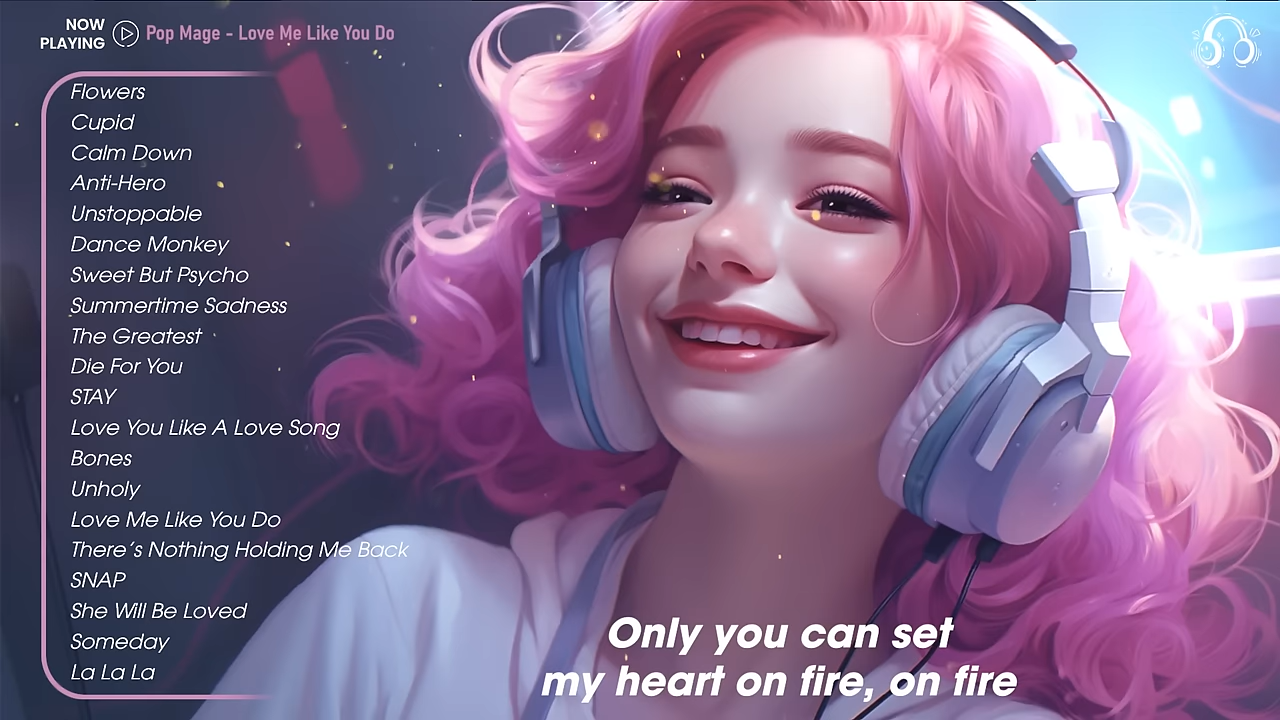 NOW
PLAYING
Pop Mage - Love Me Like You Do
Flowers
Cupid
Calm Down
Anti-Hero
Unstoppable
Dance Monkey
Sweet But Psycho
Summertime Sadness
The Greatest
Die For You
STAY
Love You Like A Love Song
Bones
Unholy
Love Me Like You Do
There's Nothing Holding Me Back
SNAP
She Will Be Loved
Someday
La La La
Only you can set
my heart on fire, on fire